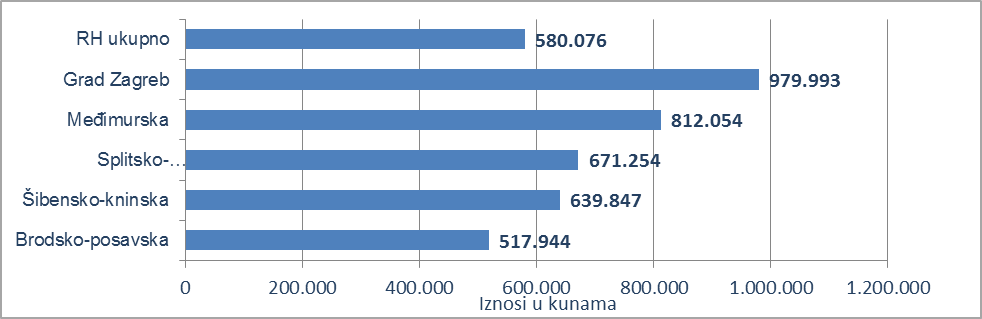 RH ukupno 580.076
Grad Zagreb 979.993
Međimurska 812.054
Splitsko-... 671.254
Šibensko-kninska 639.847
Brodsko-posavska 517.944
0 200.000 400.000 600.000 800.000 1.000.000 1.200.000
Iznosi u kunama